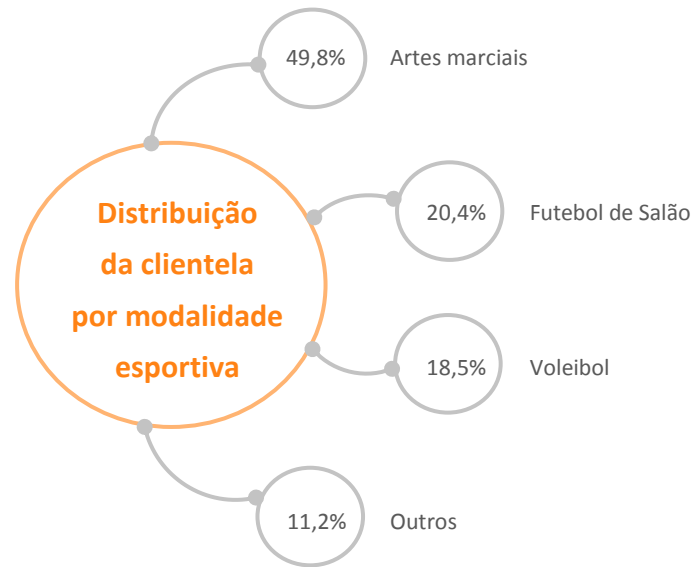 49,8% Artes marciais
Distribuição
da clientela
por modalidade
esportiva
20,4% Futebol de Salão
18,5% Voleibol
11,2% Outros